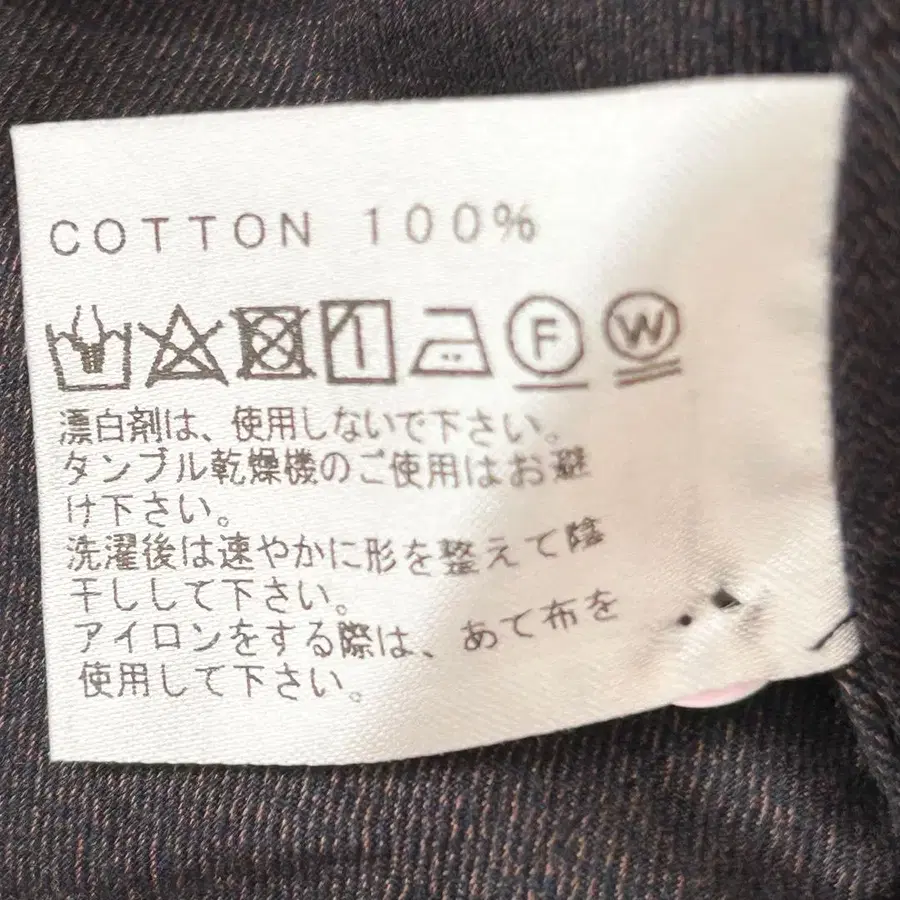 COTTON 100%
F W
漂白剤は、使用しないで下さい。
タンブル乾燥機のご使用はお避
け下さい。
洗濯後は速やかに形を整えて陰
干しして下さい。
アイロンをする際は、あて布を
使用して下さい。